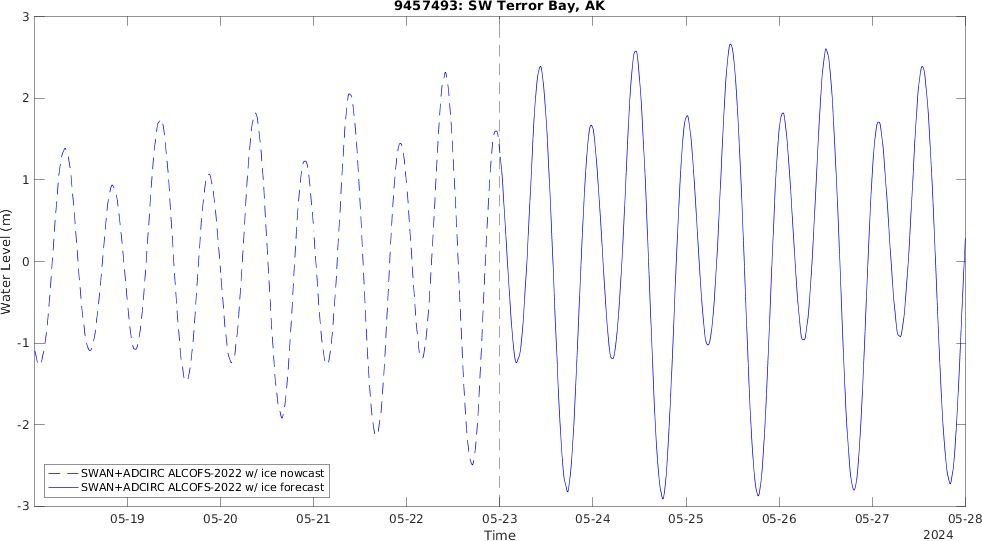 9457493: SW Terror Bay, AK
Water Level (m)
3
2
1
0
-1
-2
-3
SWAN+ADCIRC ALCOFS-2022 w/ ice nowcast
SWAN+ADCIRC ALCOFS-2022 w/ ice forecast
05-19 05-20 05-21 05-22 05-23 05-24 05-25 05-26 05-27 05-28
Time
2024